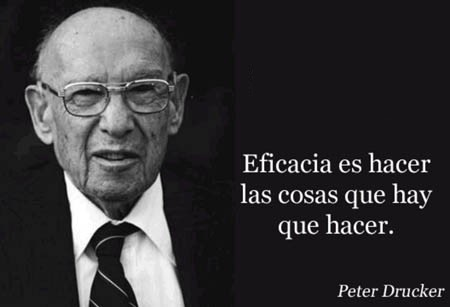 Eficacia es hacer
las cosas que hay
que hacer.
Peter Drucker